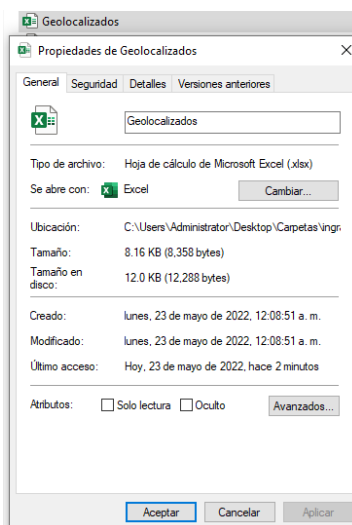 Geolocalizados
Propiedades de Geolocalizados
General Seguridad Detalles Versiones anteriores
Geolocalizados
Tipo de archivo: Hoja de cálculo de Microsoft Excel (.xlsx)
Se abre con: Excel Cambiar...
Ubicación: C:\Users\Administrator\Desktop\Carpetas\ingra
Tamaño: 8.16 KB (8,358 bytes)
Tamaño en
disco: 12.0 KB (12,288 bytes)
Creado: lunes, 23 de mayo de 2022, 12:08:51 a. m.
Modificado: lunes, 23 de mayo de 2022, 12:08:51 a. m.
Último acceso: Hoy, 23 de mayo de 2022, hace 2 minutos
Atributos: Solo lectura Oculto Avanzados...
Aceptar Cancelar Aplicar